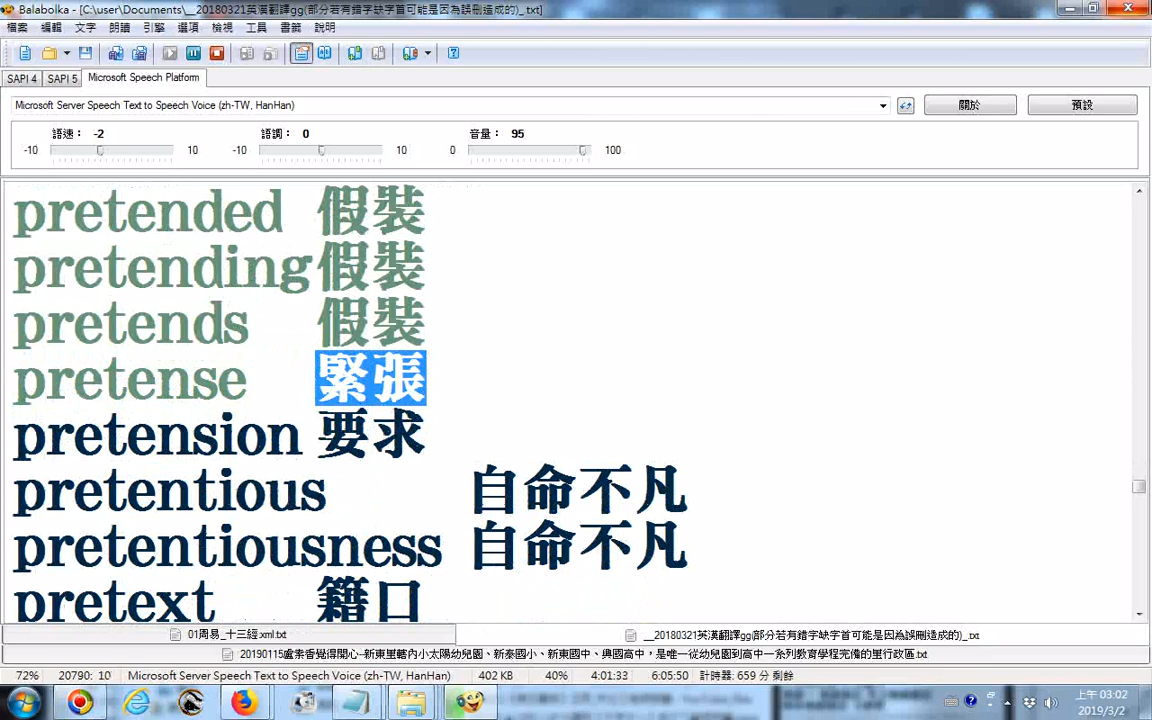 Balabolka - [C:\user\Documents\__20180321英漢翻譯gg(部分若有錯字缺字首可能是因為誤刪造成的)_.txt]
檔案 編輯 文字 朗讀 引擎 選項 檢視 工具 書籤 說明
SAPI 4 SAPI 5 Microsoft Speech Platform
Microsoft Server Speech Text to Speech Voice (zh-TW, HanHan) 關於 預設
語速： -2 語調： 0 音量： 95
-10 10 -10 10 0 100
pretended 假裝
pretending 假裝
pretends 假裝
pretense 緊張
pretension 要求
pretentious 自命不凡
pretentiousness 自命不凡
pretext 籍口
01周易_十三經.xml.txt __20180321英漢翻譯gg(部分若有錯字缺字首可能是因為誤刪造成的)_.txt
20190115盧素香覺得開心-新東里轄內小太陽幼兒園、新泰國小、新東國中、興國高中，是唯一從幼兒園到高中一系列教育學程完備的里行政區.txt
72% 20790: 10 Microsoft Server Speech Text to Speech Voice (zh-TW, HanHan) 402 KB 40% 4:01:33 6:05:50 計時器：659 分 剩餘
上午 03:02
2019/3/2